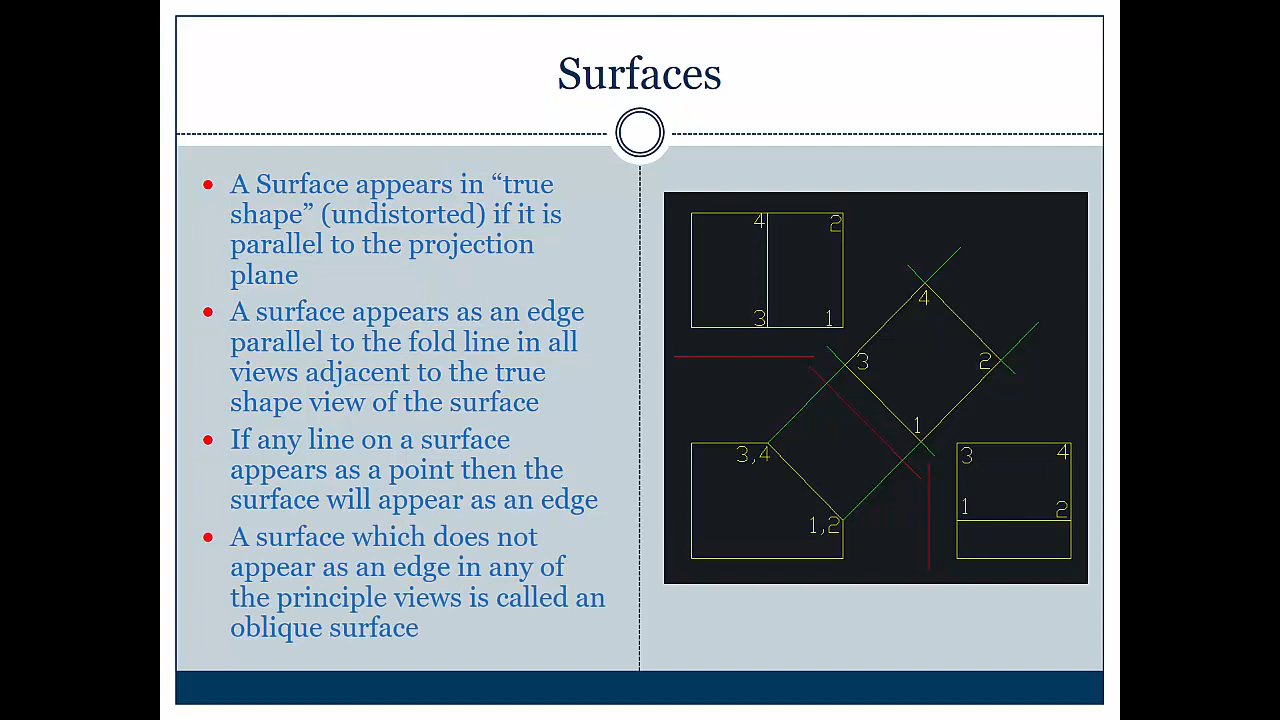 Surfaces
A Surface appears in “true
shape” (undistorted) if it is
parallel to the projection
plane
A surface appears as an edge
parallel to the fold line in all
views adjacent to the true
shape view of the surface
If any line on a surface
appears as a point then the
surface will appear as an edge
A surface which does not
appear as an edge in any of
the principle views is called an
oblique surface
4 2
3 1
4
3 2
1
3,4
1,2
3 4
1 2